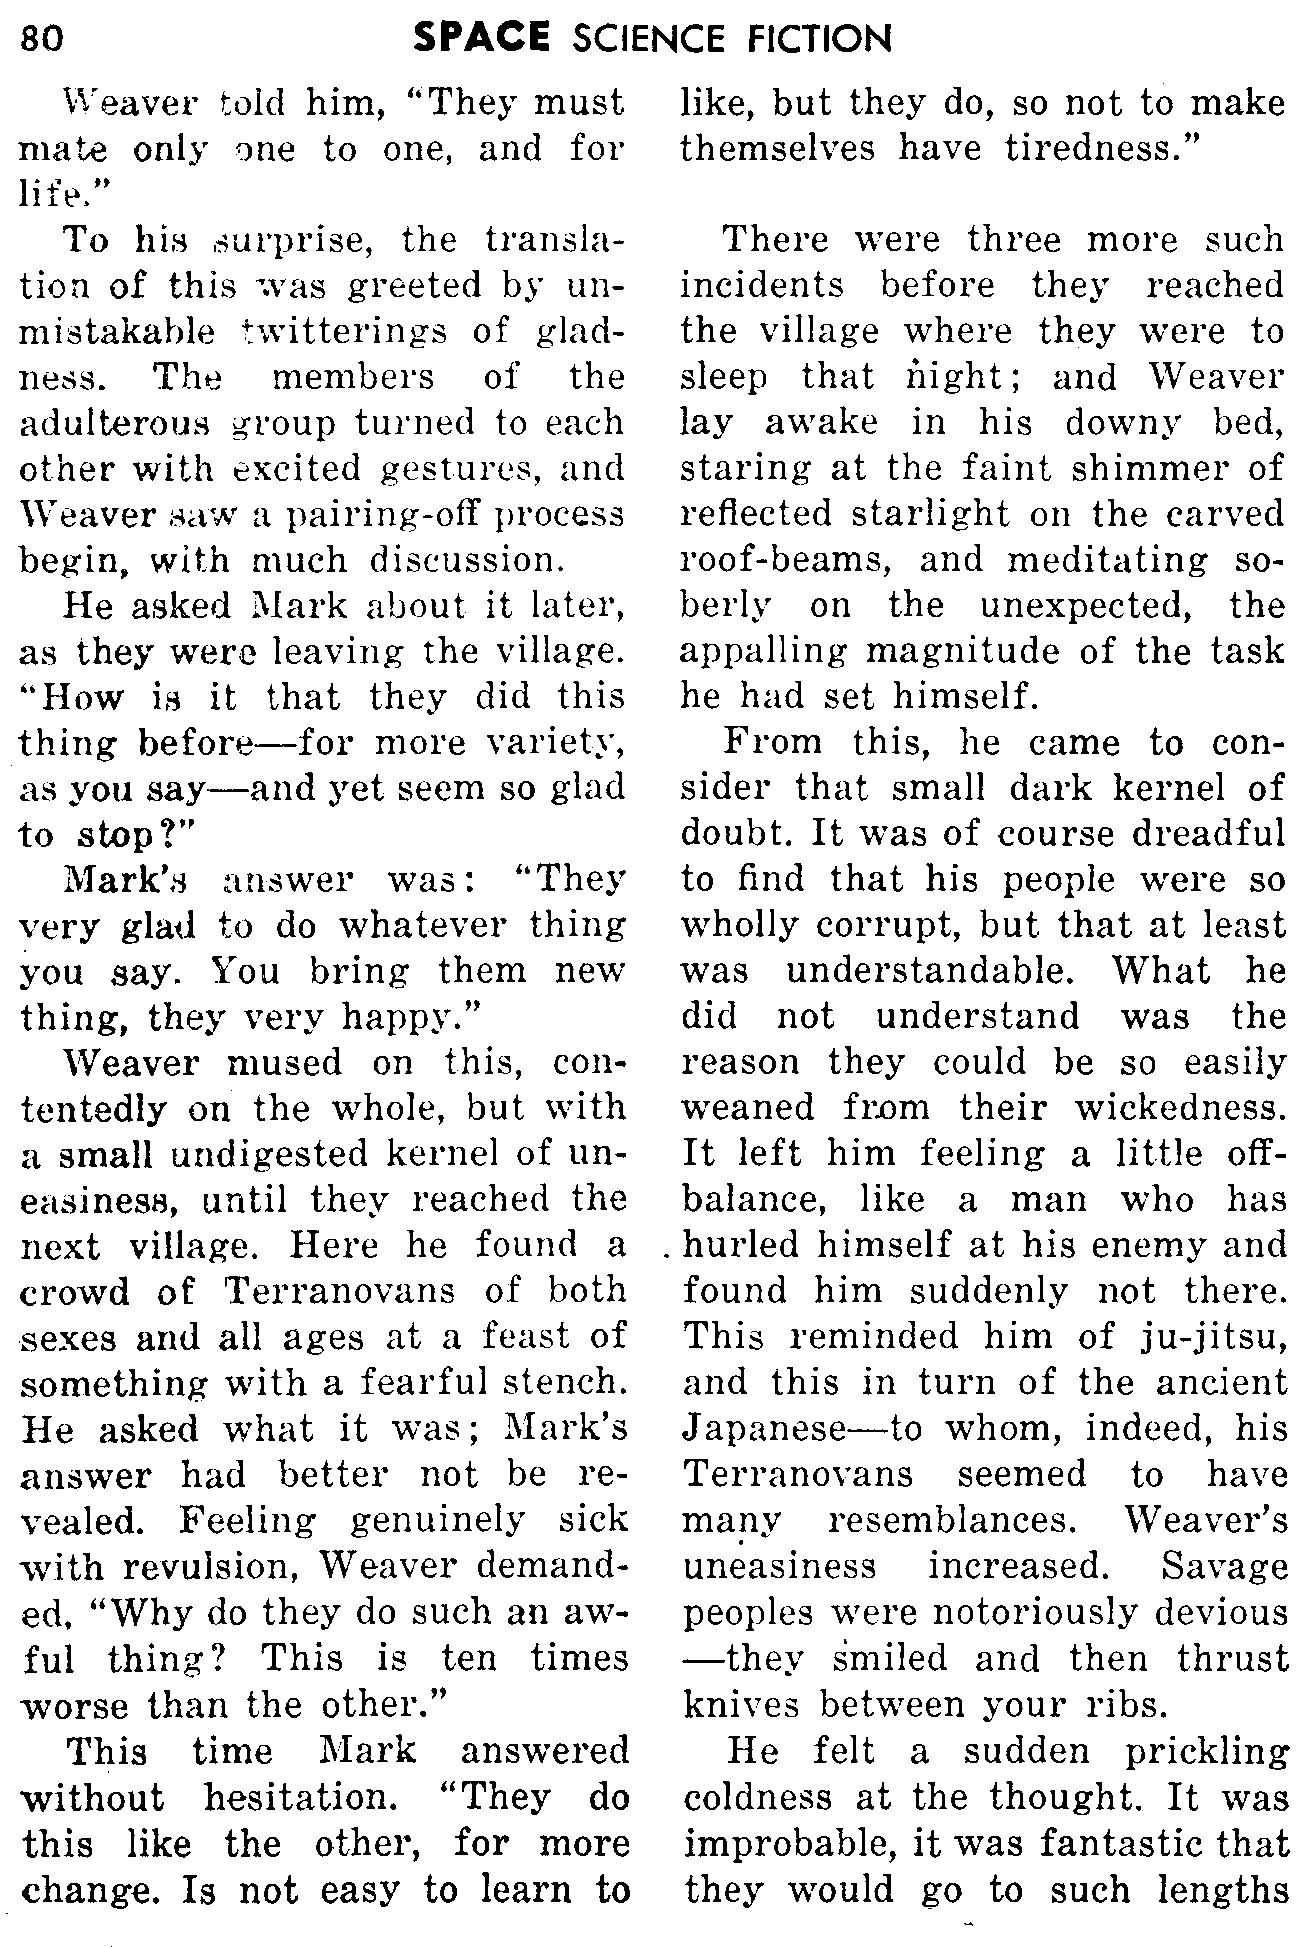 80 SPACE SCIENCE FICTION
Weaver told him, “They must
mate only one to one, and for
life.”
To his surprise, the transla-
tion of this was greeted by un-
mistakable twitterings of glad-
ness. The members of the
adulterous group turned to each
other with excited gestures, and
Weaver saw a pairing-off process
begin, with much discussion.
He asked Mark about it later,
as they were leaving the village.
“How is it that they did this
thing before—for more variety,
as you say—and yet seem so glad
to stop?”
Mark’s answer was: “They
very glad to do whatever thing
you say. You bring them new
thing, they very happy.”
Weaver mused on this, con-
tentedly on the whole, but with
a small undigested kernel of un-
easiness, until they reached the
next village. Here he found a
crowd of Terranovans of both
sexes and all ages at a feast of
something with a fearful stench.
He asked what it was; Mark’s
answer had better not be re-
vealed. Feeling genuinely sick
with revulsion, Weaver demand-
ed, “Why do they do such an aw-
ful thing? This is ten times
worse than the other.”
This time Mark answered
without hesitation. “They do
this like the other, for more
change. Is not easy to learn to
like, but they do, so not to make
themselves have tiredness.”
There were three more such
incidents before they reached
the village where they were to
sleep that night; and Weaver
lay awake in his downy bed,
staring at the faint shimmer of
reflected starlight on the carved
roof-beams, and meditating so-
berly on the unexpected, the
appalling magnitude of the task
he had set himself.
From this, he came to con-
sider that small dark kernel of
doubt. It was of course dreadful
to find that his people were so
wholly corrupt, but that at least
was understandable. What he
did not understand was the
reason they could be so easily
weaned from their wickedness.
It left him feeling a little off-
balance, like a man who has
hurled himself at his enemy and
found him suddenly not there.
This reminded him of ju-jitsu,
and this in turn of the ancient
Japanese—to whom, indeed, his
Terranovans seemed to have
many resemblances. Weaver’s
uneasiness increased. Savage
peoples were notoriously devious
—they smiled and then thrust
knives between your ribs.
He felt a sudden prickling
coldness at the thought. It was
improbable, it was fantastic that
they would go to such lengths